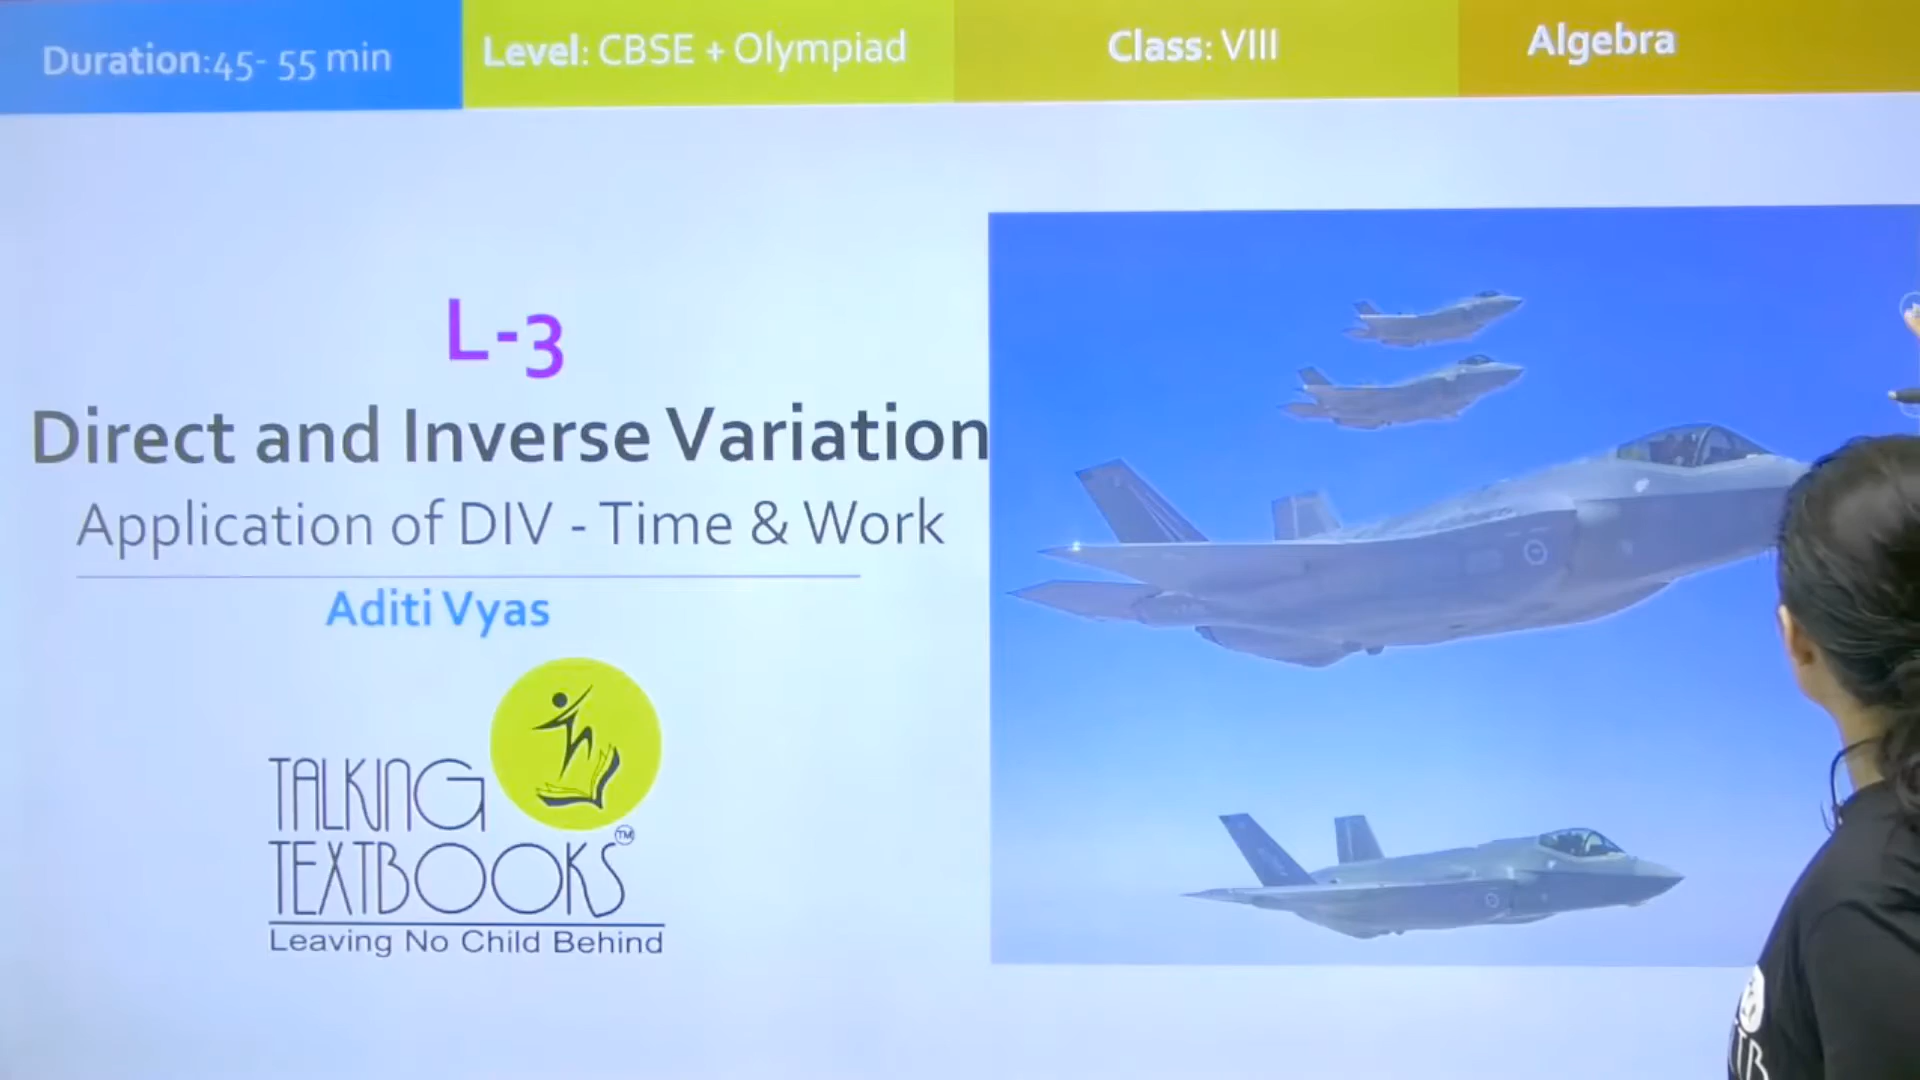 Duration:45- 55 min
Level: CBSE + Olympiad
Class: VIII
Algebra
L-3
Direct and Inverse Variation
Application of DIV - Time & Work
Aditi Vyas
TALKING
TEXTBOOKS™
Leaving No Child Behind